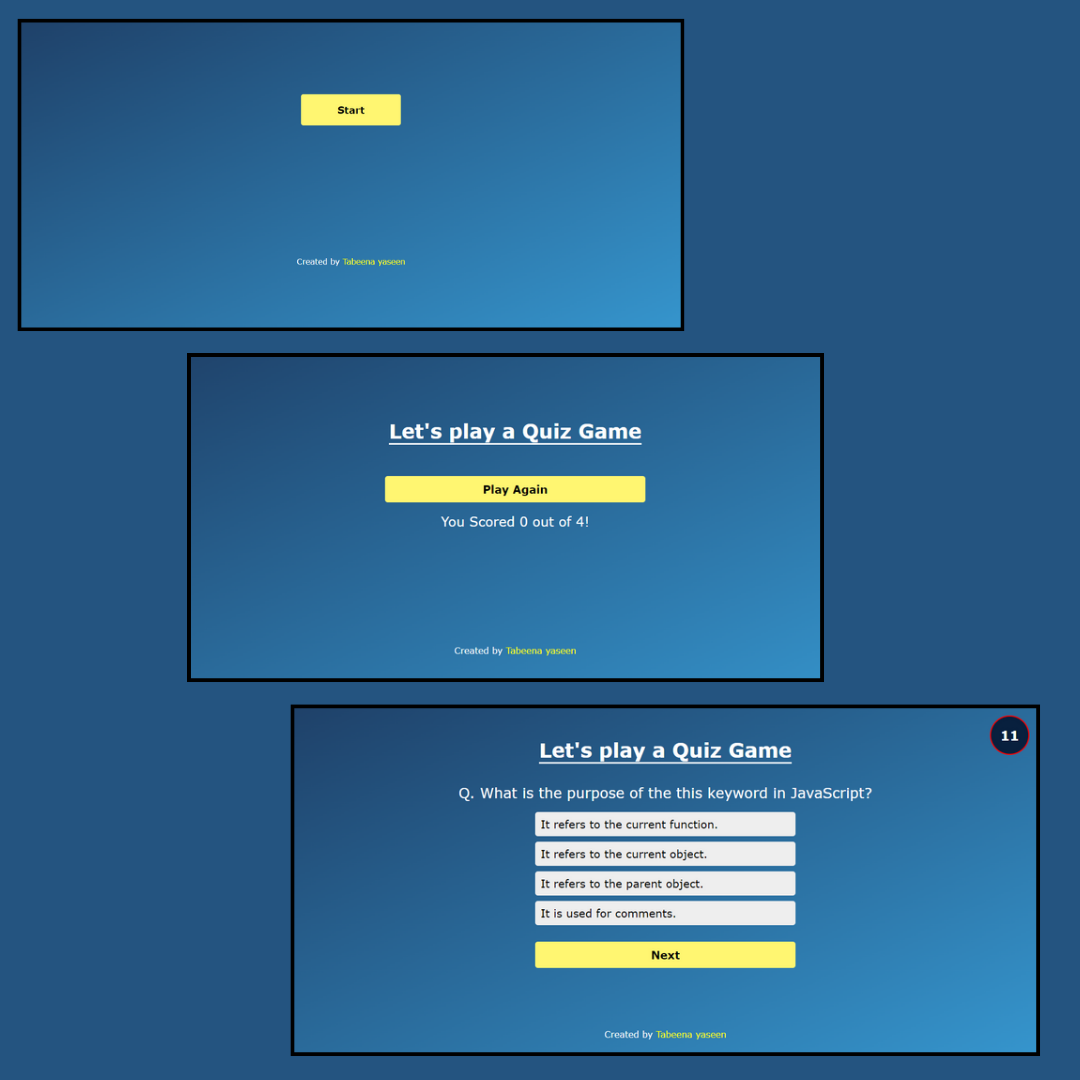 Start
Created by Tabeena yaseen
Let's play a Quiz Game
Play Again
You Scored 0 out of 4!
Created by Tabeena yaseen
11
Let's play a Quiz Game
Q. What is the purpose of the this keyword in JavaScript?
It refers to the current function.
It refers to the current object.
It refers to the parent object.
It is used for comments.
Next
Created by Tabeena yaseen